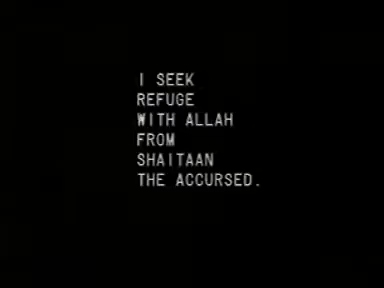 I SEEK
REFUGE
WITH ALLAH
FROM
SHAITAAN
THE ACCURSED.